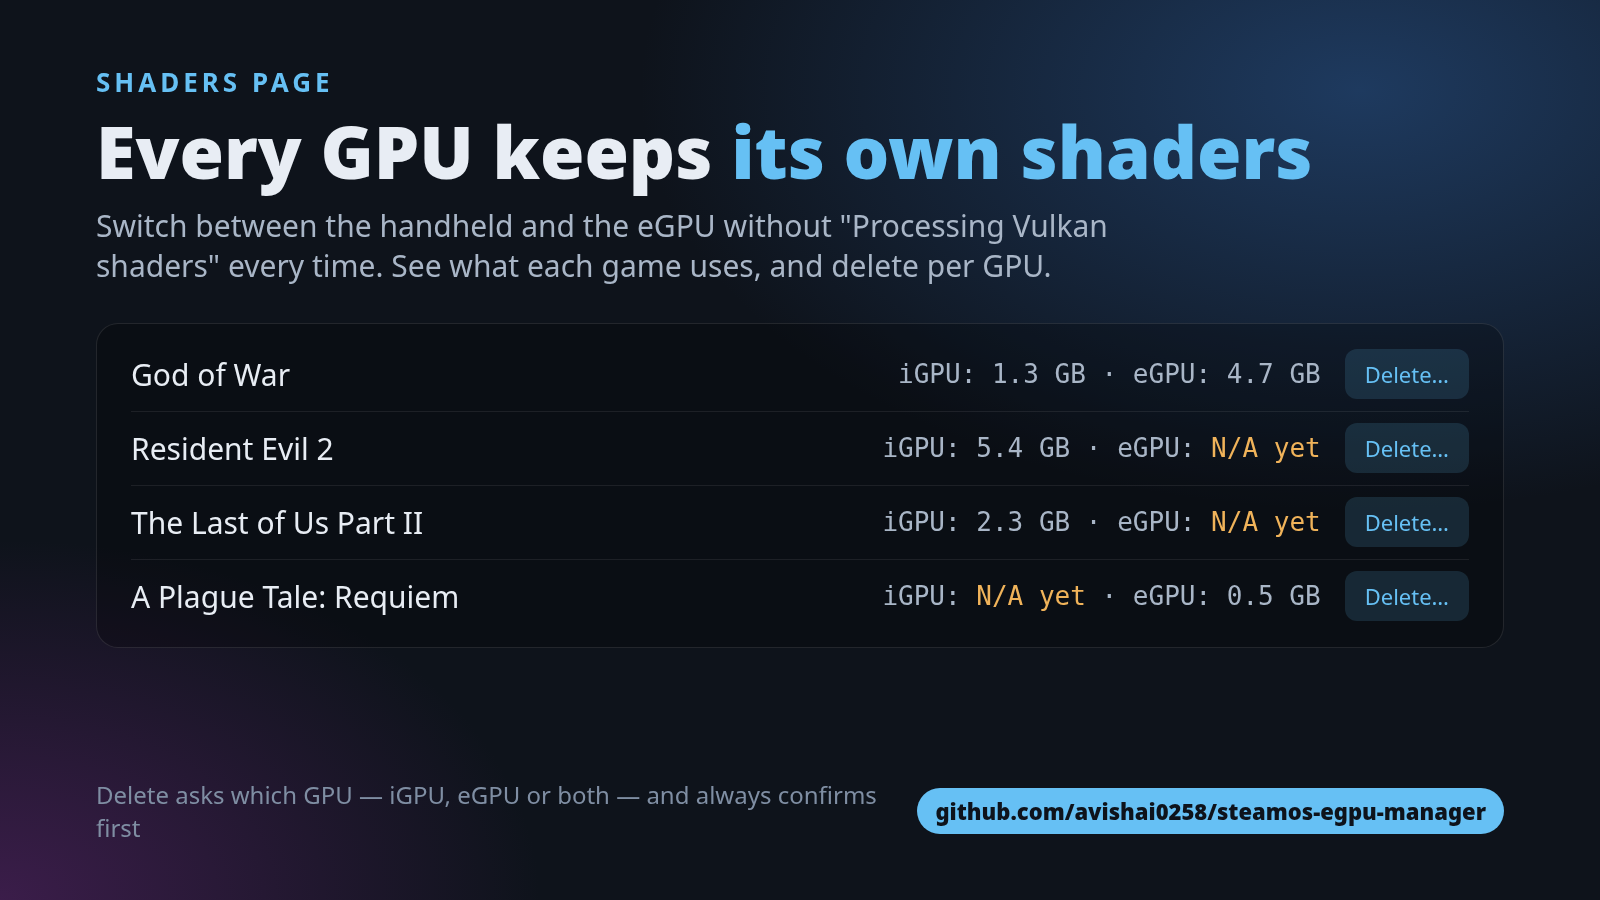 SHADERS PAGE
Every GPU keeps its own shaders
Switch between the handheld and the eGPU without "Processing Vulkan
shaders" every time. See what each game uses, and delete per GPU.
God of War iGPU: 1.3 GB · eGPU: 4.7 GB Delete...
Resident Evil 2 iGPU: 5.4 GB · eGPU: N/A yet Delete...
The Last of Us Part II iGPU: 2.3 GB · eGPU: N/A yet Delete...
A Plague Tale: Requiem iGPU: N/A yet · eGPU: 0.5 GB Delete...
Delete asks which GPU — iGPU, eGPU or both — and always confirms
first
github.com/avishai0258/steamos-egpu-manager